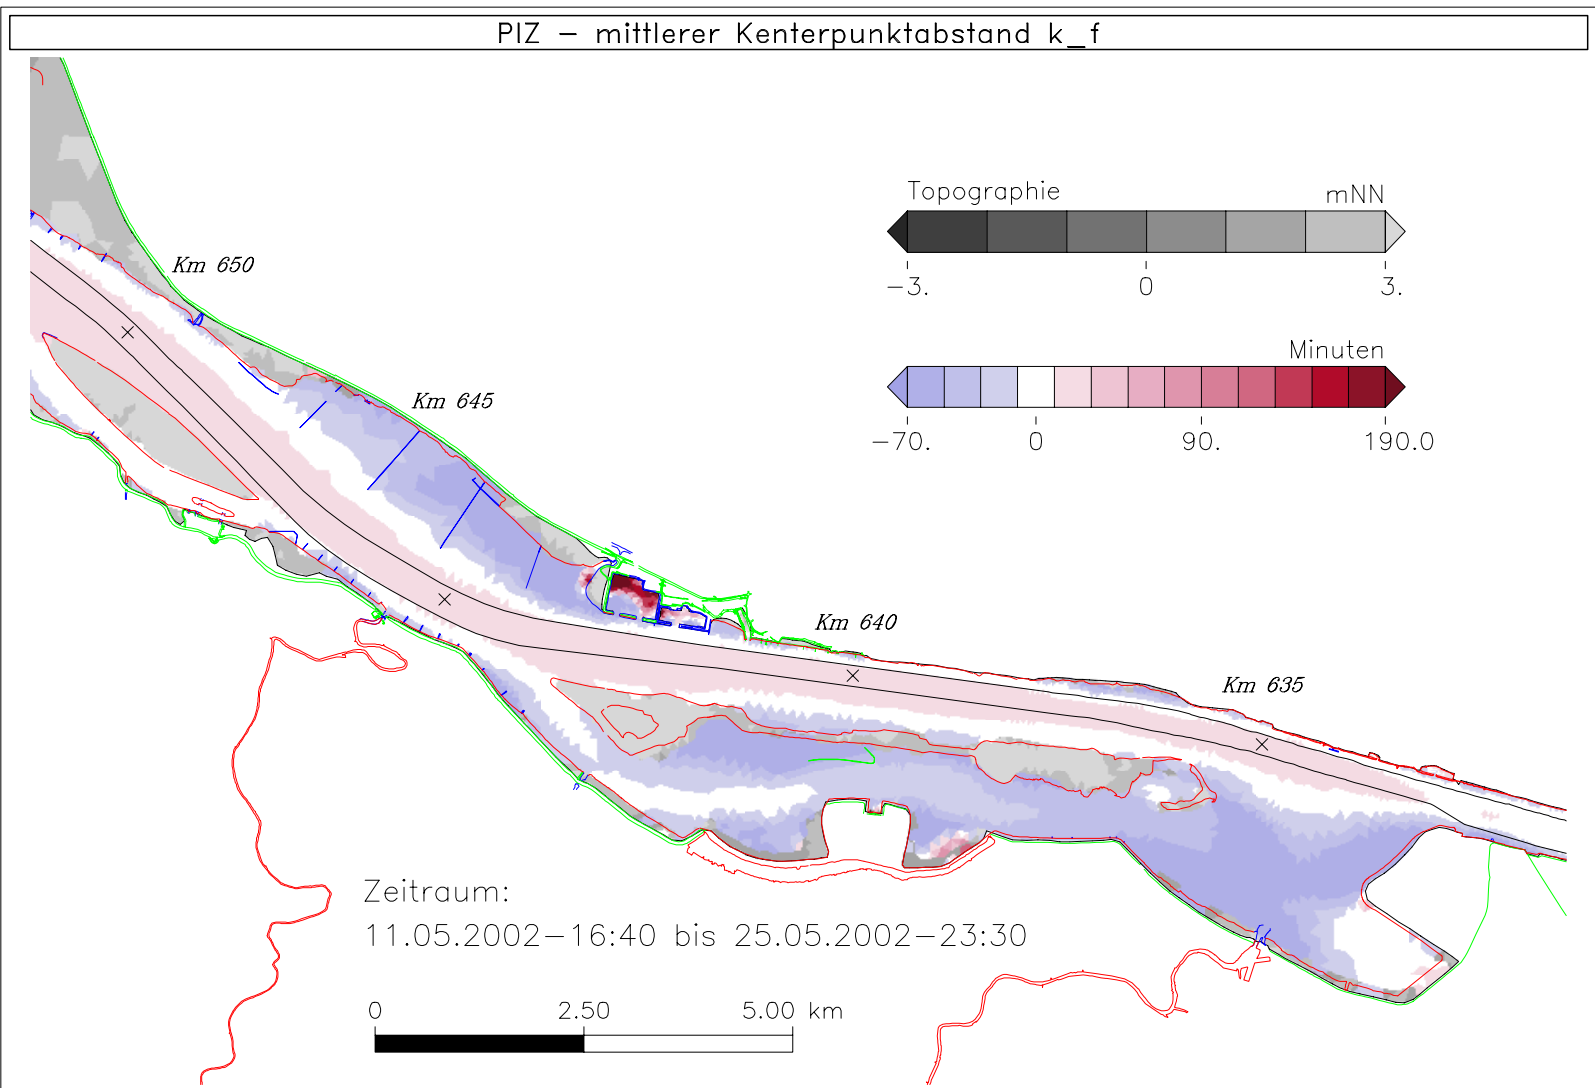 PIZ – mittlerer Kenterpunktabstand k_f
Topographie mNN
-3. 0 3.
Km 650
Minuten
Km 645
-70. 0 90. 190.0
Km 640
Km 635
Zeitraum:
11.05.2002-16:40 bis 25.05.2002-23:30
0 2.50 5.00 km